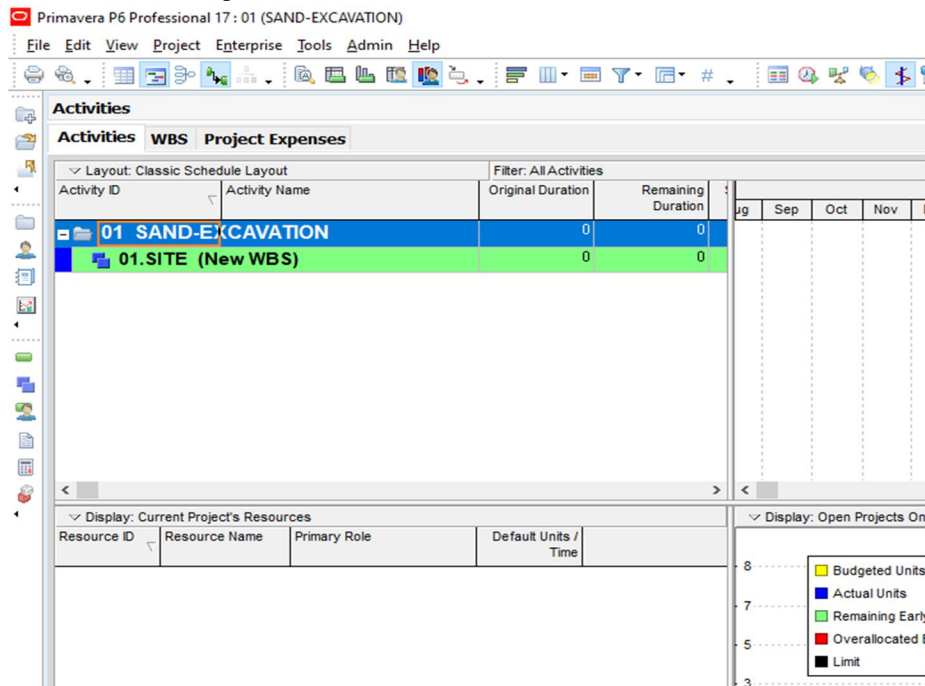 Primavera P6 Professional 17 : 01 (SAND-EXCAVATION)
File Edit View Project Enterprise Tools Admin Help
Activities
Activities WBS Project Expenses
Layout: Classic Schedule Layout Filter: All Activities
Activity ID Activity Name Original Duration Remaining Duration
ug Sep Oct Nov
01 SAND-EXCAVATION 0 0
01.SITE (New WBS) 0 0
Display: Current Project's Resources Display: Open Projects On
Resource ID Resource Name Primary Role Default Units / Time
8 Budgeted Units
Actual Units
7
Remaining Early
5 Overallocated E
Limit
3